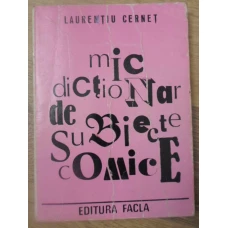 LAURENȚIU CERNEȚ
mic
dicțioNar
de
SuBiecte
cOmicE
EDITURA FACLA